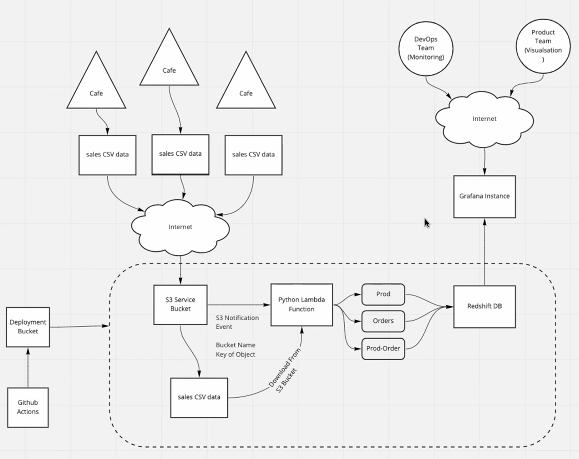 Cafe
Cafe
Cafe
DevOps
Team
(Monitoring)
Product
Team
(Visualsation
)
sales CSV data
sales CSV data
sales CSV data
Internet
Internet
Grafana Instance
S3 Service
Bucket
S3 Notification
Event
Bucket Name
Key of Object
Python Lambda
Function
Prod
Orders
Prod-Order
Redshift DB
Deployment
Bucket
Github
Actions
sales CSV data
Download From
S3 Bucket